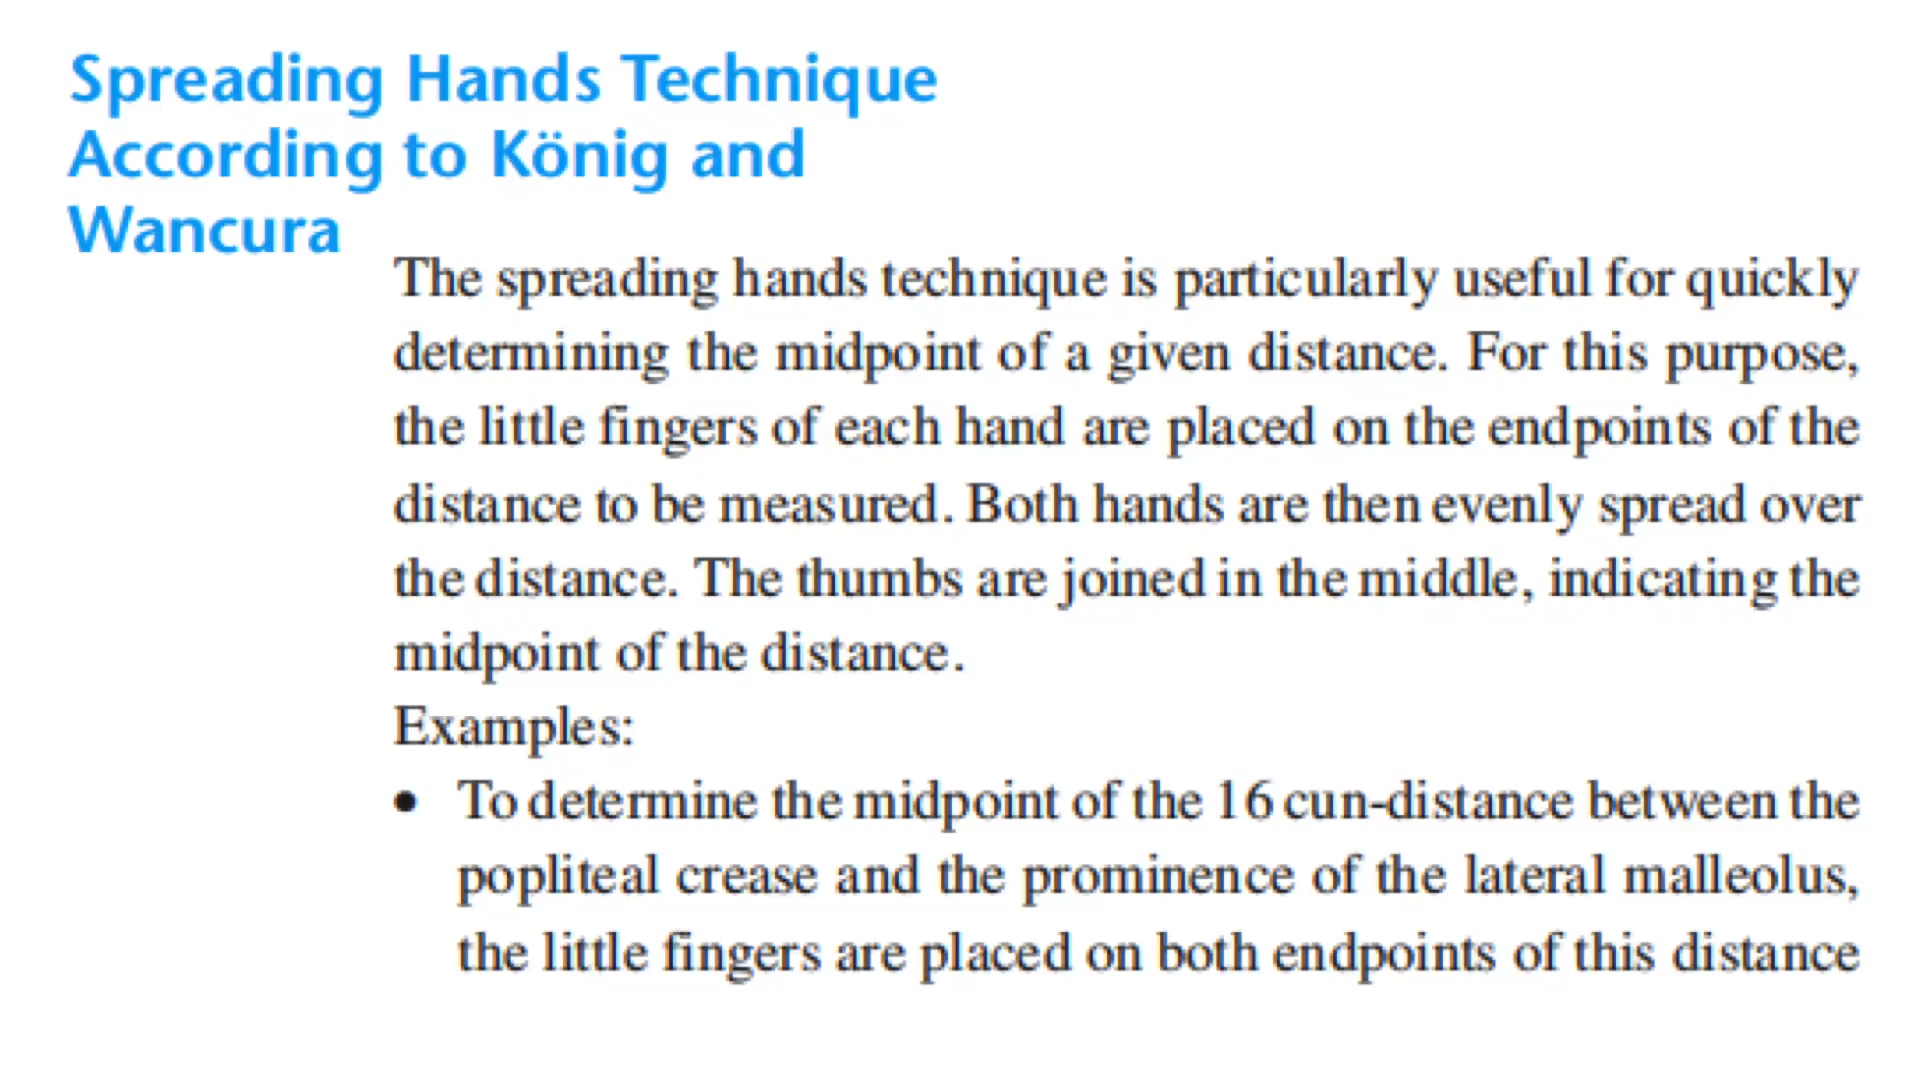 Spreading Hands Technique
According to König and
Wancura
The spreading hands technique is particularly useful for quickly
determining the midpoint of a given distance. For this purpose,
the little fingers of each hand are placed on the endpoints of the
distance to be measured. Both hands are then evenly spread over
the distance. The thumbs are joined in the middle, indicating the
midpoint of the distance.
Examples:
• To determine the midpoint of the 16 cun-distance between the
popliteal crease and the prominence of the lateral malleolus,
the little fingers are placed on both endpoints of this distance